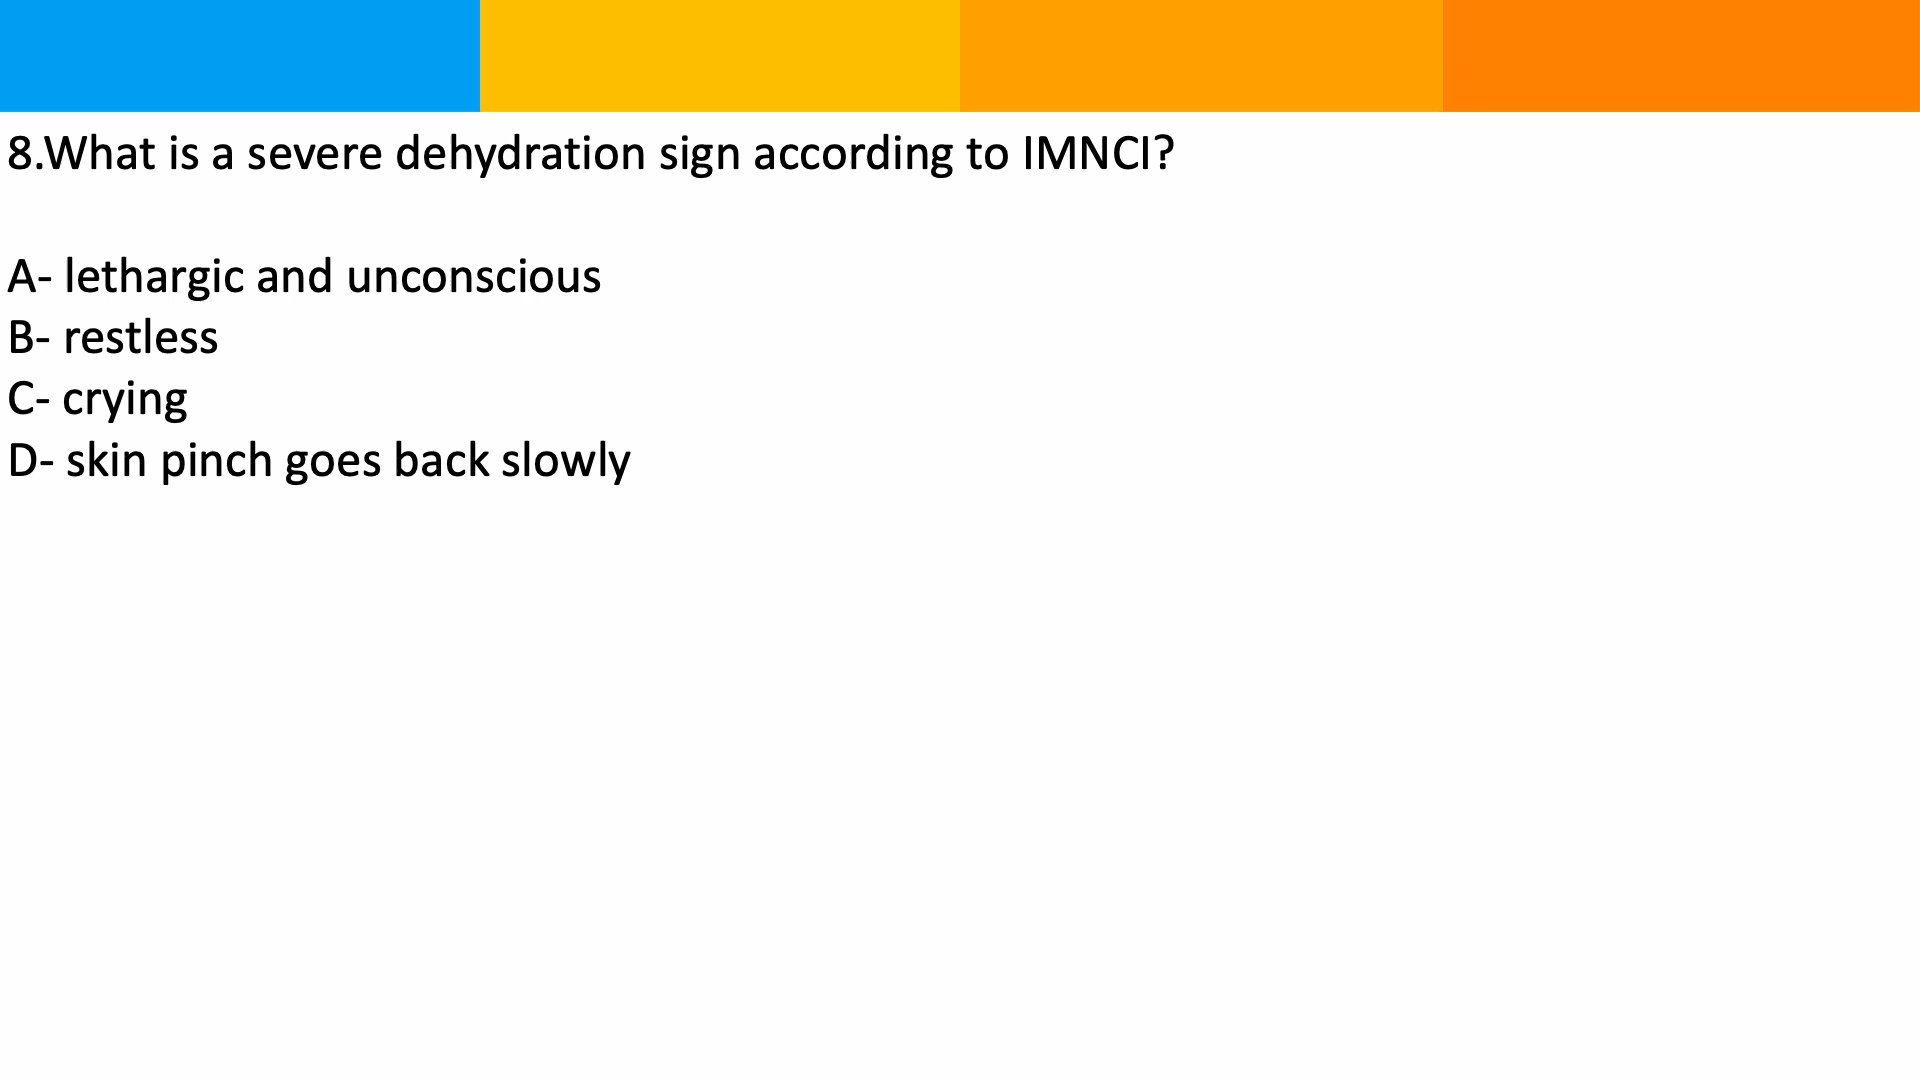 8.What is a severe dehydration sign according to IMNCI?
A- lethargic and unconscious
B- restless
C- crying
D- skin pinch goes back slowly